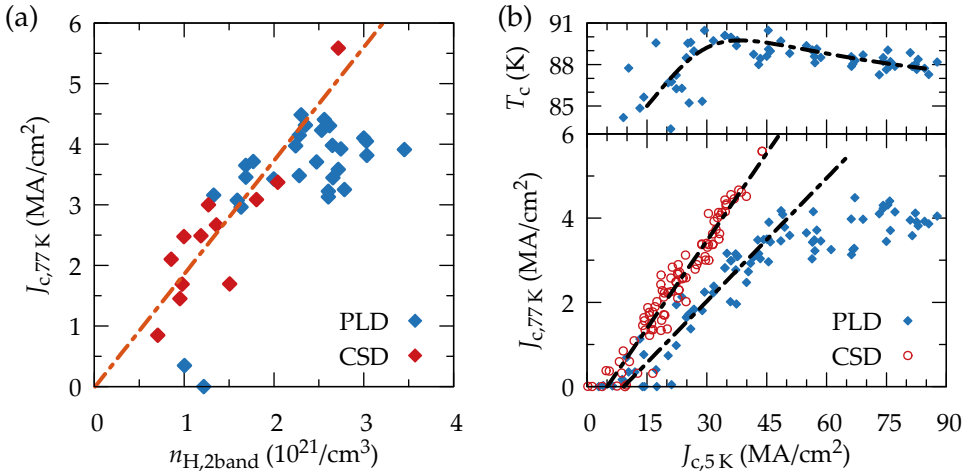 (a)
6
5
4
3
2
1
0
J_c,77 K (MA/cm²)
PLD
CSD
0 1 2 3 4
n_H,2band (10²¹/cm³)
(b)
91
88
85
T_c (K)
6
4
2
0
J_c,77 K (MA/cm²)
PLD
CSD
0 15 30 45 60 75 90
J_c,5 K (MA/cm²)